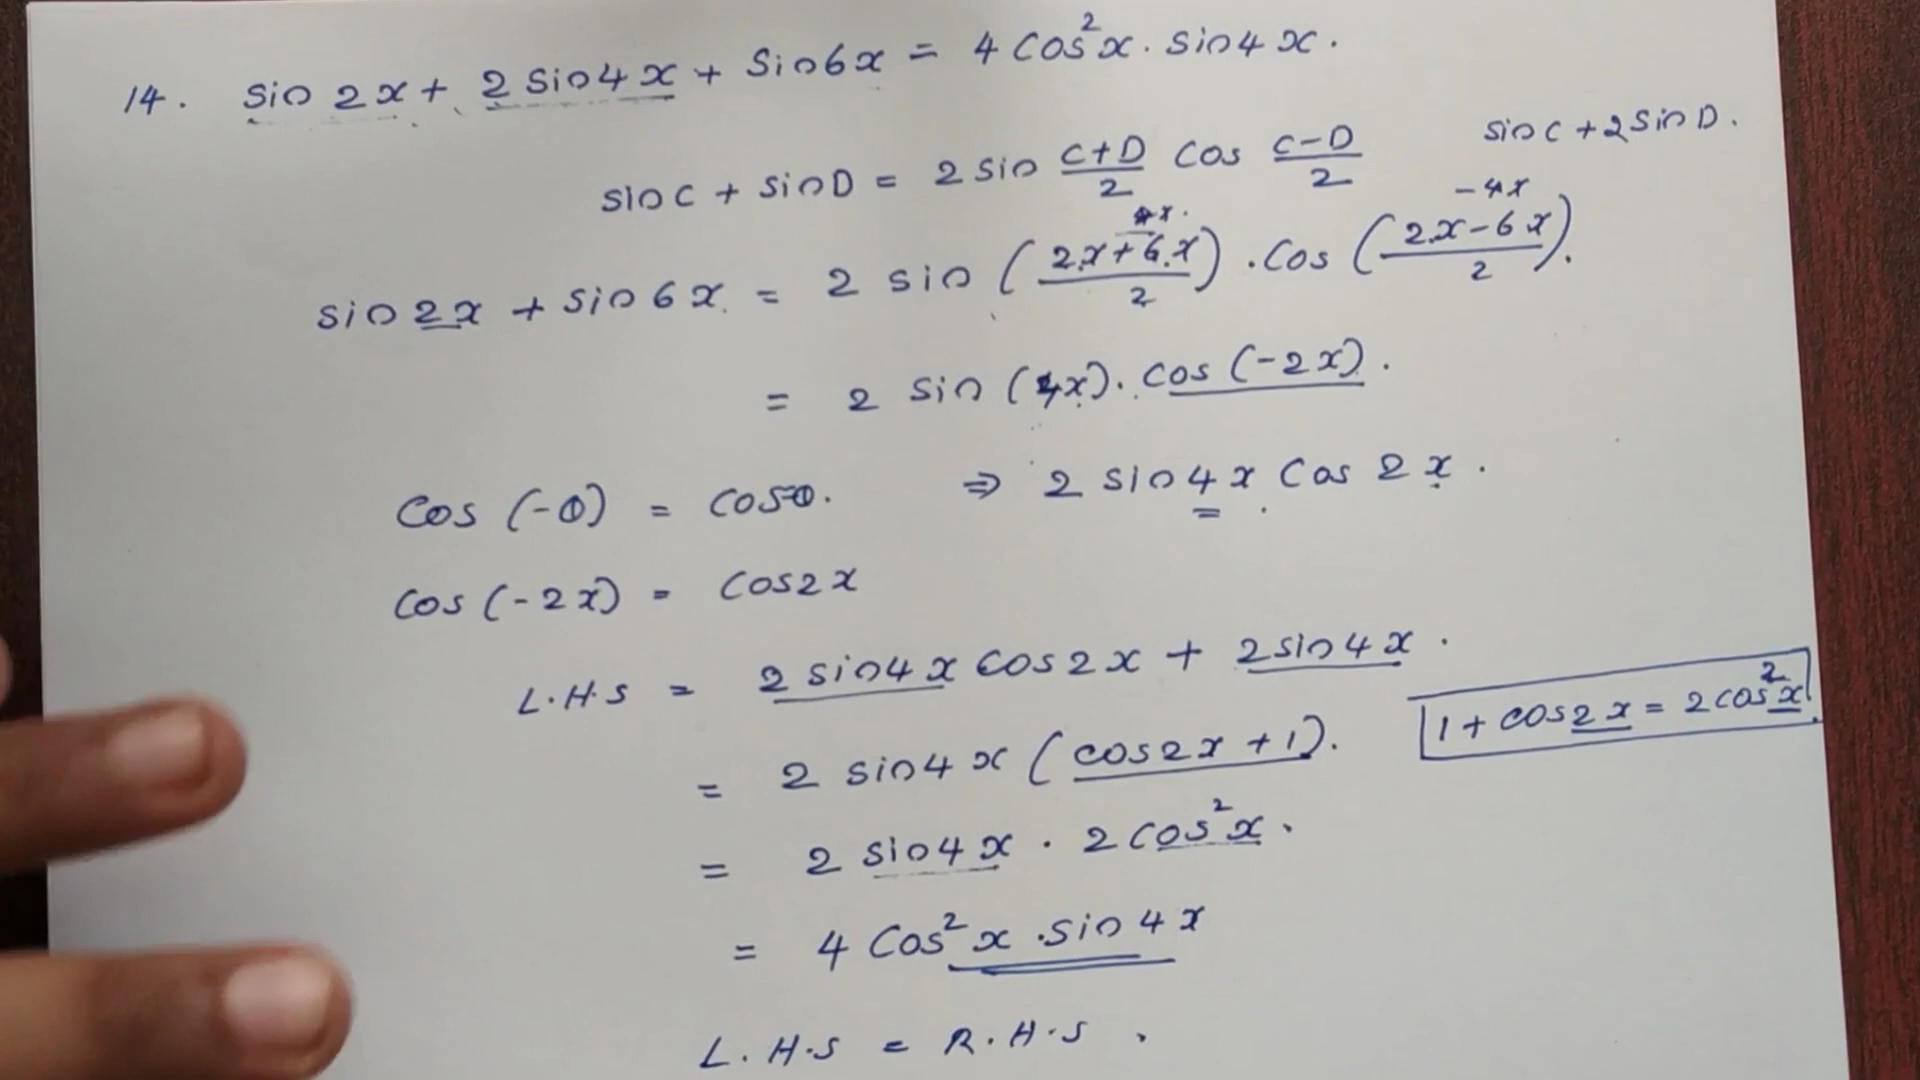 14. sin 2x + 2 sin 4x + sin 6x = 4 cos²x . sin 4x .
sin C + 2 sin D .
sin C + sin D = 2 sin (C+D)/2 cos (C-D)/2
- 4x
sin 2x + sin 6x = 2 sin ((2x+6x)/2) . cos ((2x-6x)/2) .
= 2 sin (4x) . cos (-2x) .
cos (-θ) = cos θ . ⇒ 2 sin 4x cos 2x .
cos (-2x) = cos 2x
L.H.S = 2 sin 4x cos 2x + 2 sin 4x .
= 2 sin 4x (cos 2x + 1) . 1 + cos 2x = 2 cos²x
= 2 sin 4x . 2 cos²x .
= 4 cos²x . sin 4x
L.H.S = R.H.S .